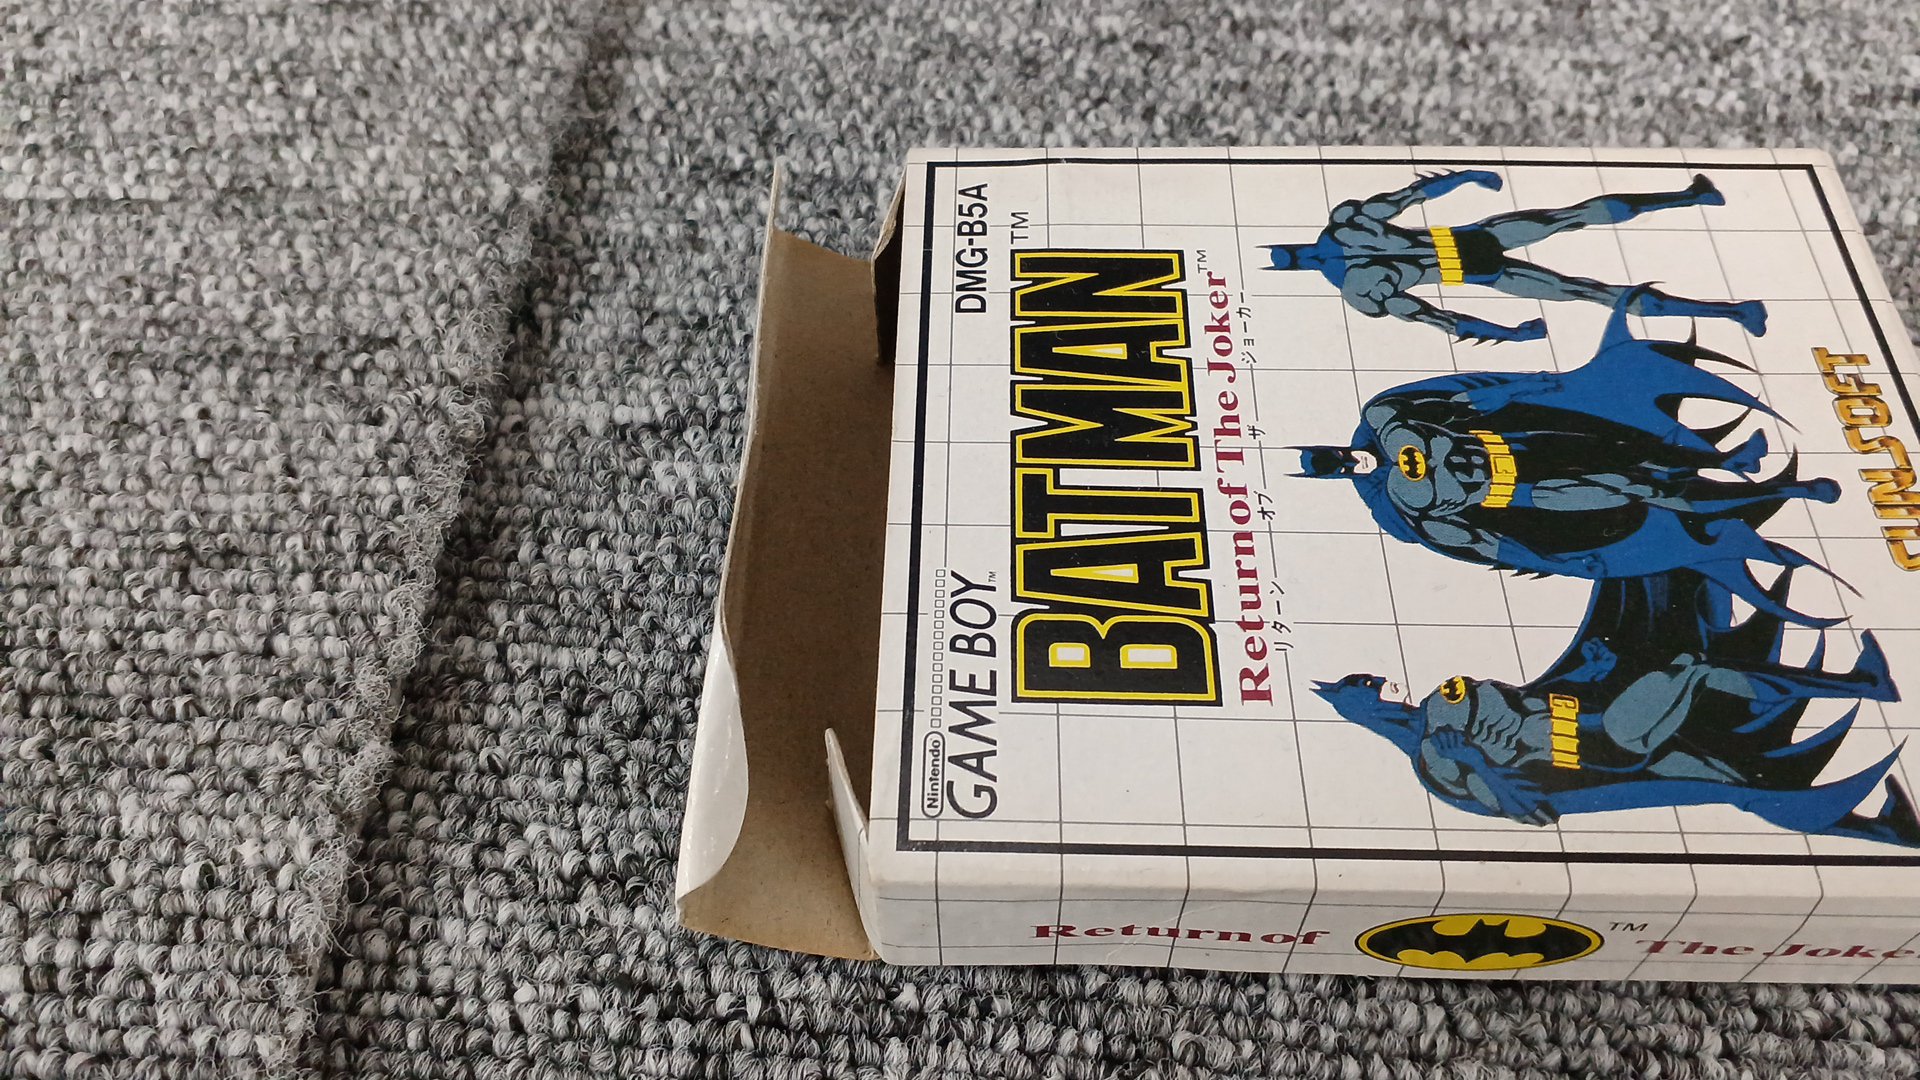 Nintendo
GAME BOY™
DMG-B5A
BATMAN™
Return of The Joker™
リターン オブ ザ ジョーカー
SUNSOFT
Return of
™
The Joke